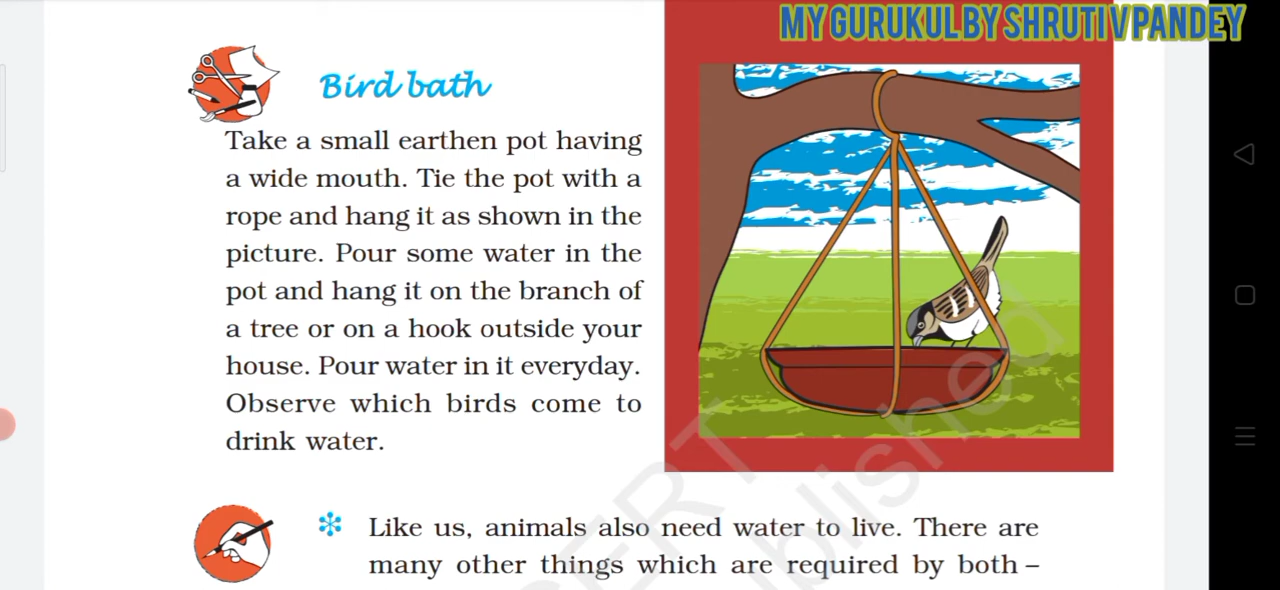 MY GURUKUL BY SHRUTI V PANDEY
Bird bath
Take a small earthen pot having
a wide mouth. Tie the pot with a
rope and hang it as shown in the
picture. Pour some water in the
pot and hang it on the branch of
a tree or on a hook outside your
house. Pour water in it everyday.
Observe which birds come to
drink water.
Like us, animals also need water to live. There are
many other things which are required by both –